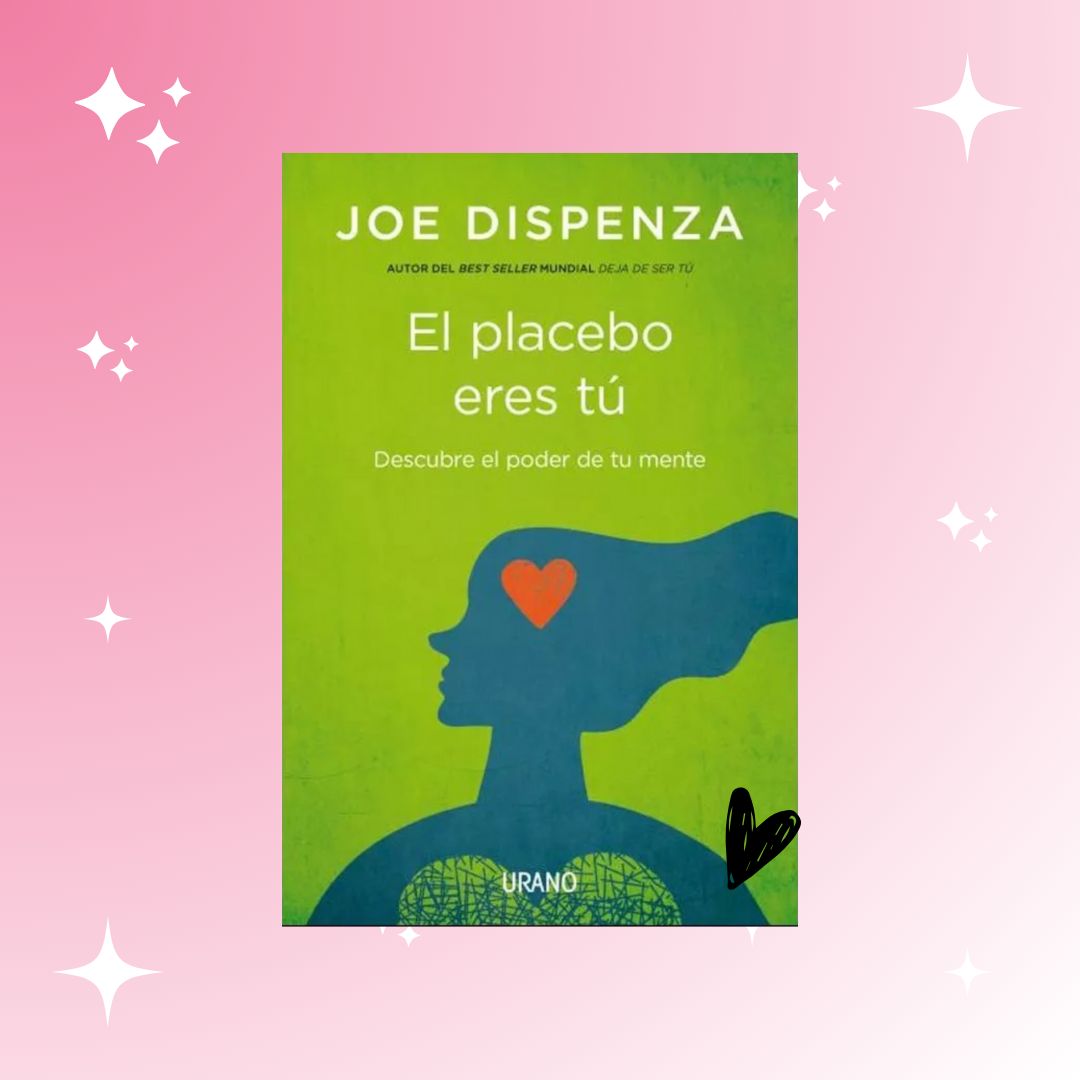 JOE DISPENZA
AUTOR DEL BEST SELLER MUNDIAL DEJA DE SER TÚ
El placebo
eres tú
Descubre el poder de tu mente
URANO